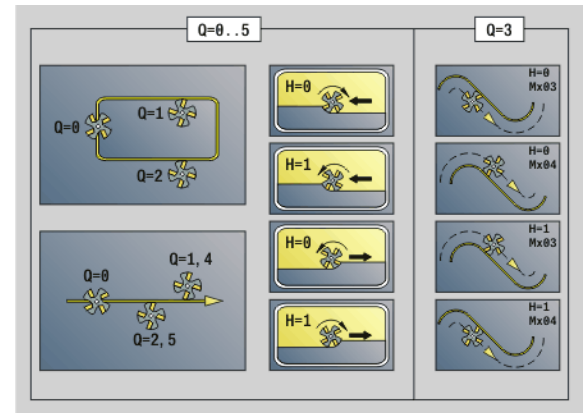 Q=0..5
Q=3
Q=0
Q=1
Q=2
Q=0
Q=1,4
Q=2,5
H=0
H=1
H=0
H=1
H=0
Mx03
H=0
Mx04
H=1
Mx03
H=1
Mx04